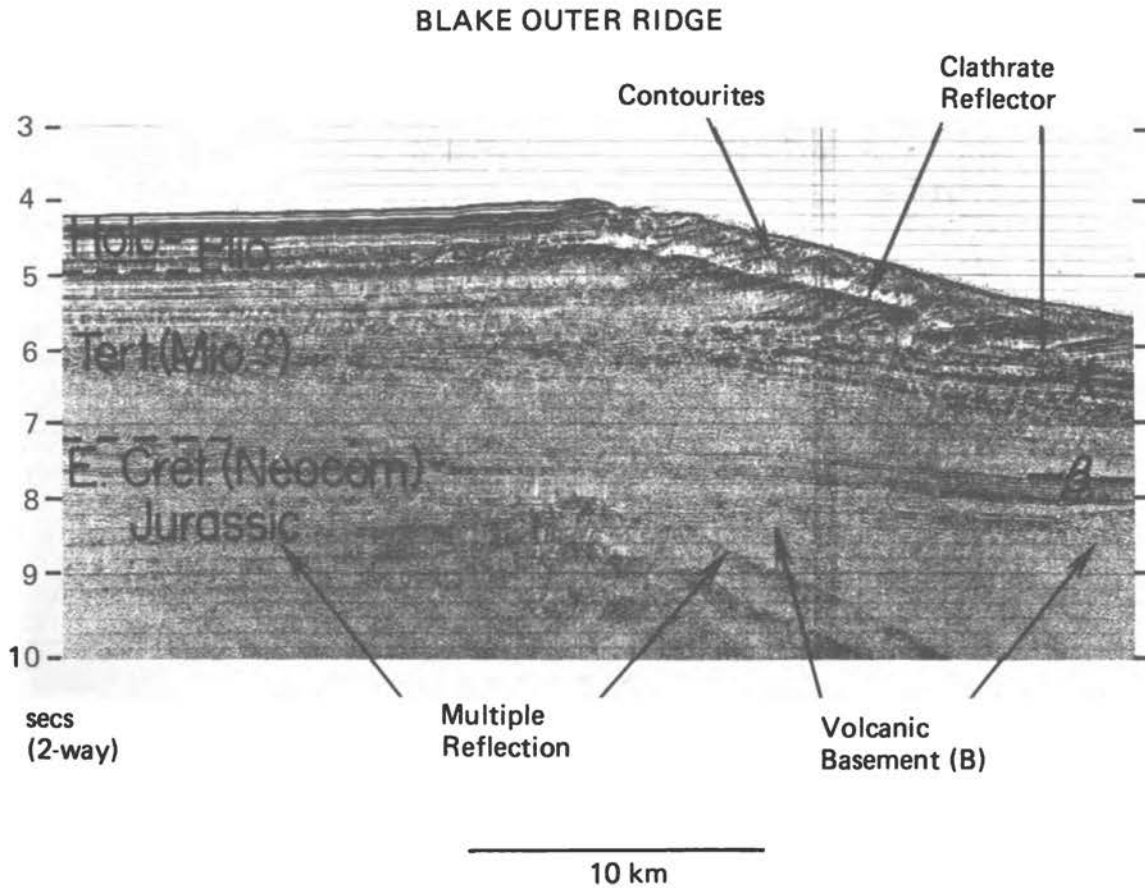 BLAKE OUTER RIDGE
Contourites
Clathrate
Reflector
3
4
5
6
7
8
9
10
Holo-Plio
Tert.(Mio.?)
E. Cret. (Neocom)-
Jurassic
X
β
secs
(2-way)
Multiple
Reflection
Volcanic
Basement (B)
10 km